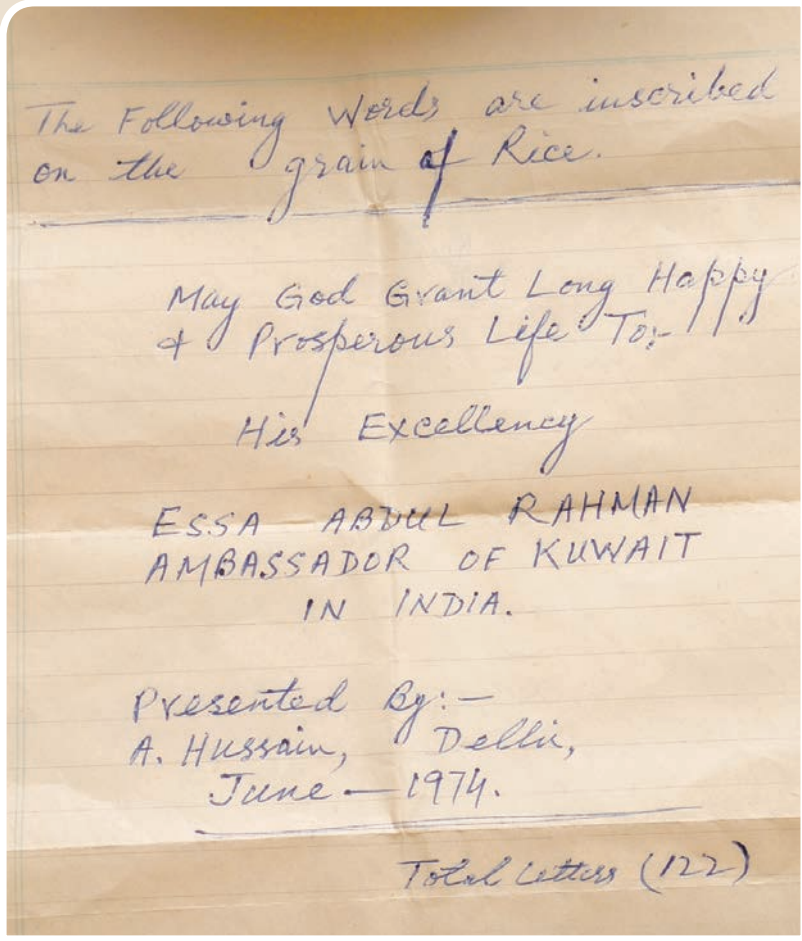 The Following Words are inscribed
on the grain of Rice.
May God Grant Long Happy
& Prosperous Life To:-
His Excellency
ESSA ABDUL RAHMAN
AMBASSADOR OF KUWAIT
IN INDIA.
Presented By:-
A. Hussain, Delhi,
June - 1974.
Total Letters (122)